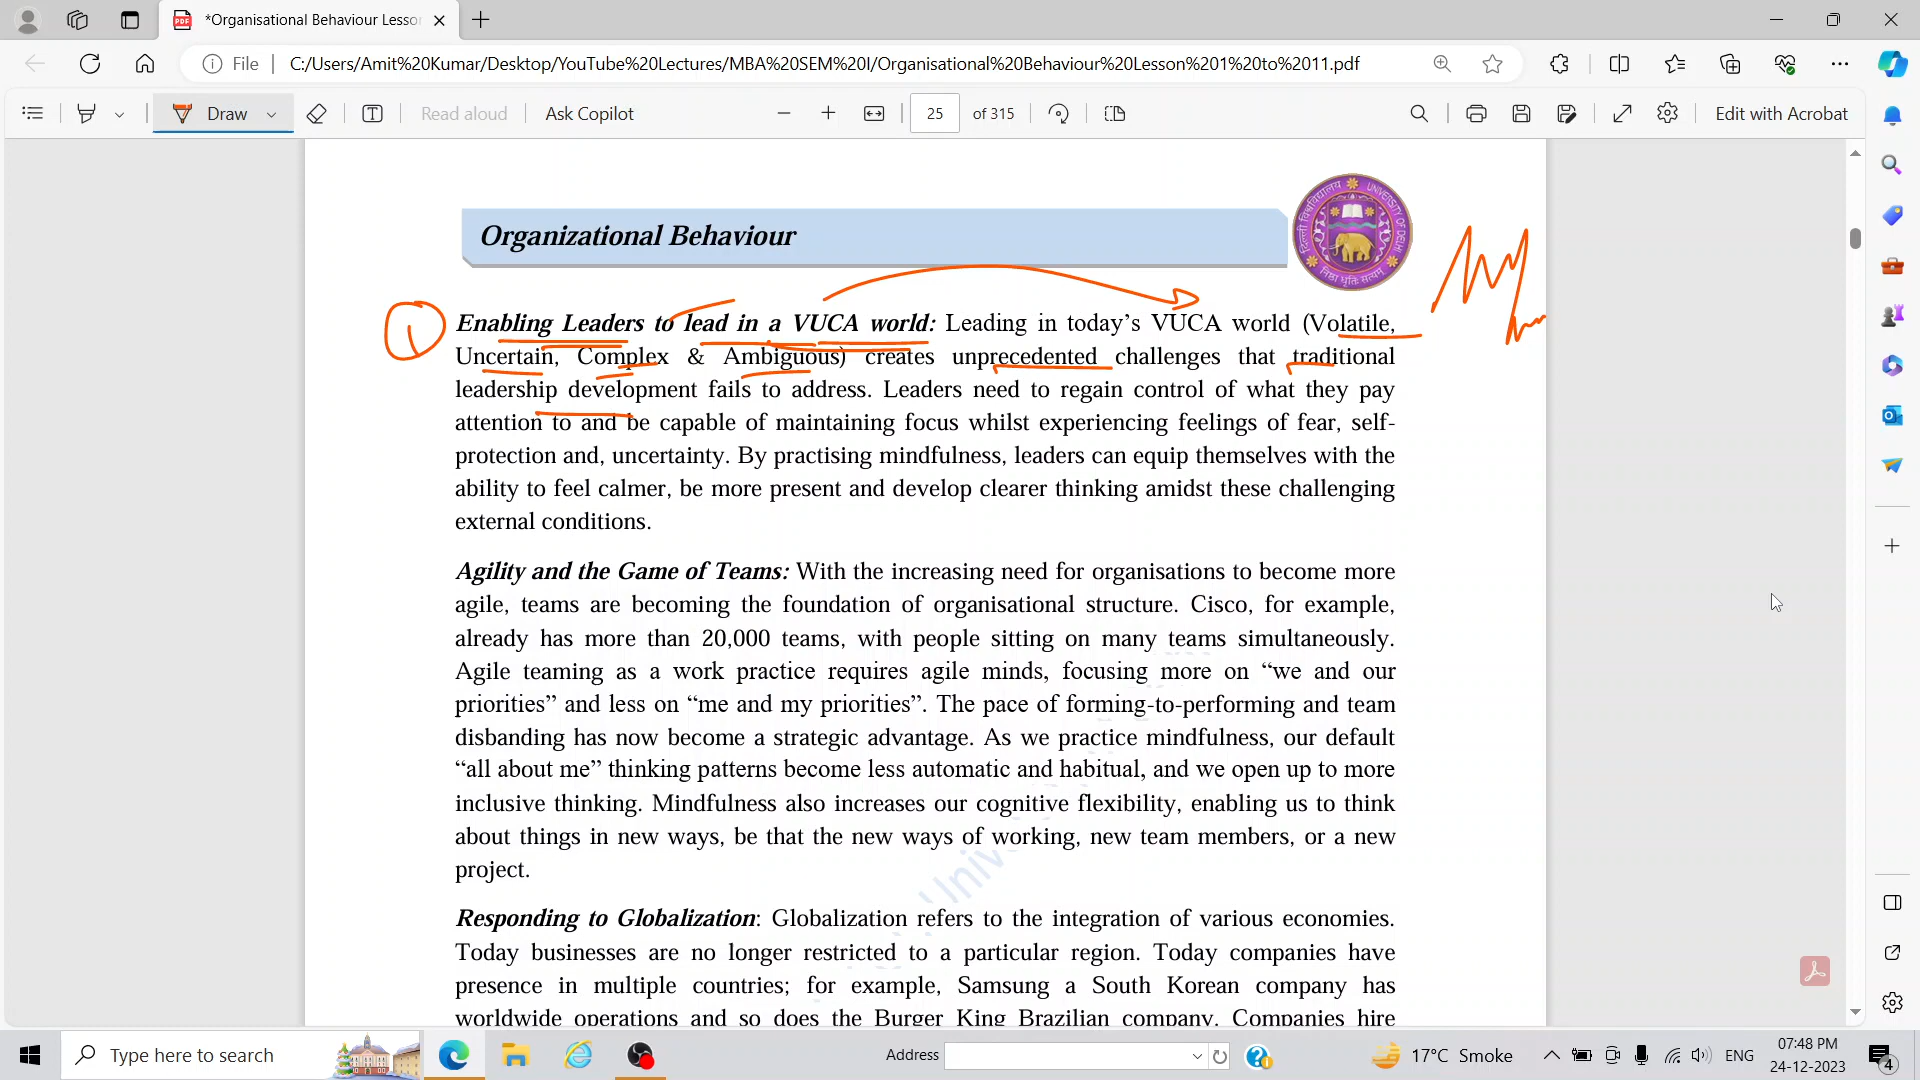 *Organisational Behaviour Lesso
File
C:/Users/Amit%20Kumar/Desktop/YouTube%20Lectures/MBA%20SEM%20I/Organisational%20Behaviour%20Lesson%201%20to%2011.pdf
Draw
Read aloud
Ask Copilot
25 of 315
Edit with Acrobat
Organizational Behaviour
दिल्ली विश्वविद्यालय UNIVERSITY OF DELHI
निष्ठा धृतिः सत्यम्
1
Enabling Leaders to lead in a VUCA world: Leading in today’s VUCA world (Volatile,
Uncertain, Complex & Ambiguous) creates unprecedented challenges that traditional
leadership development fails to address. Leaders need to regain control of what they pay
attention to and be capable of maintaining focus whilst experiencing feelings of fear, self-
protection and, uncertainty. By practising mindfulness, leaders can equip themselves with the
ability to feel calmer, be more present and develop clearer thinking amidst these challenging
external conditions.
Agility and the Game of Teams: With the increasing need for organisations to become more
agile, teams are becoming the foundation of organisational structure. Cisco, for example,
already has more than 20,000 teams, with people sitting on many teams simultaneously.
Agile teaming as a work practice requires agile minds, focusing more on “we and our
priorities” and less on “me and my priorities”. The pace of forming-to-performing and team
disbanding has now become a strategic advantage. As we practice mindfulness, our default
“all about me” thinking patterns become less automatic and habitual, and we open up to more
inclusive thinking. Mindfulness also increases our cognitive flexibility, enabling us to think
about things in new ways, be that the new ways of working, new team members, or a new
project.
Responding to Globalization: Globalization refers to the integration of various economies.
Today businesses are no longer restricted to a particular region. Today companies have
presence in multiple countries; for example, Samsung a South Korean company has
worldwide operations and so does the Burger King Brazilian company. Companies hire
Type here to search
Address
17°C Smoke
ENG
07:48 PM
24-12-2023
4